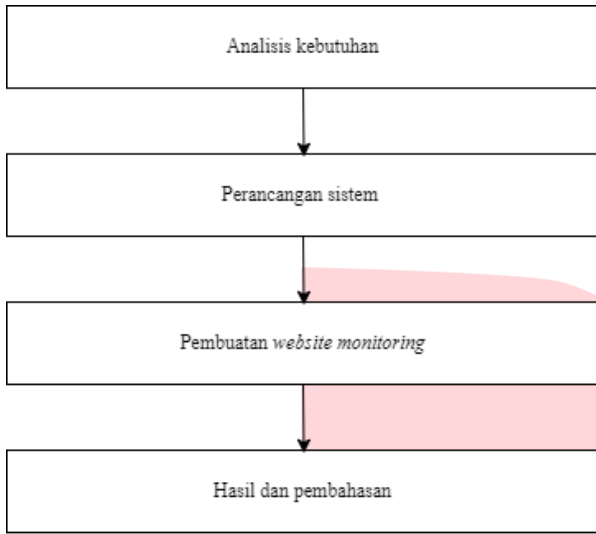 Analisis kebutuhan
Perancangan sistem
Pembuatan website monitoring
Hasil dan pembahasan